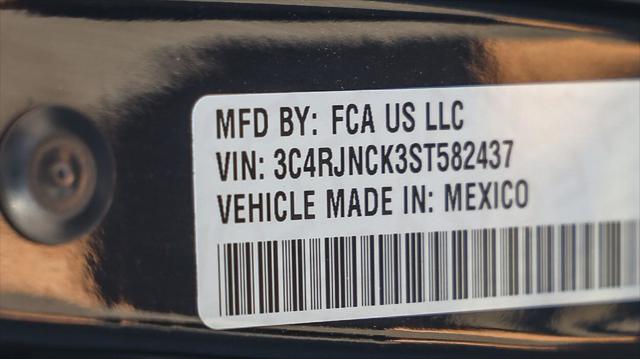 MFD BY: FCA US LLC
VIN: 3C4RJNCK3ST582437
VEHICLE MADE IN: MEXICO